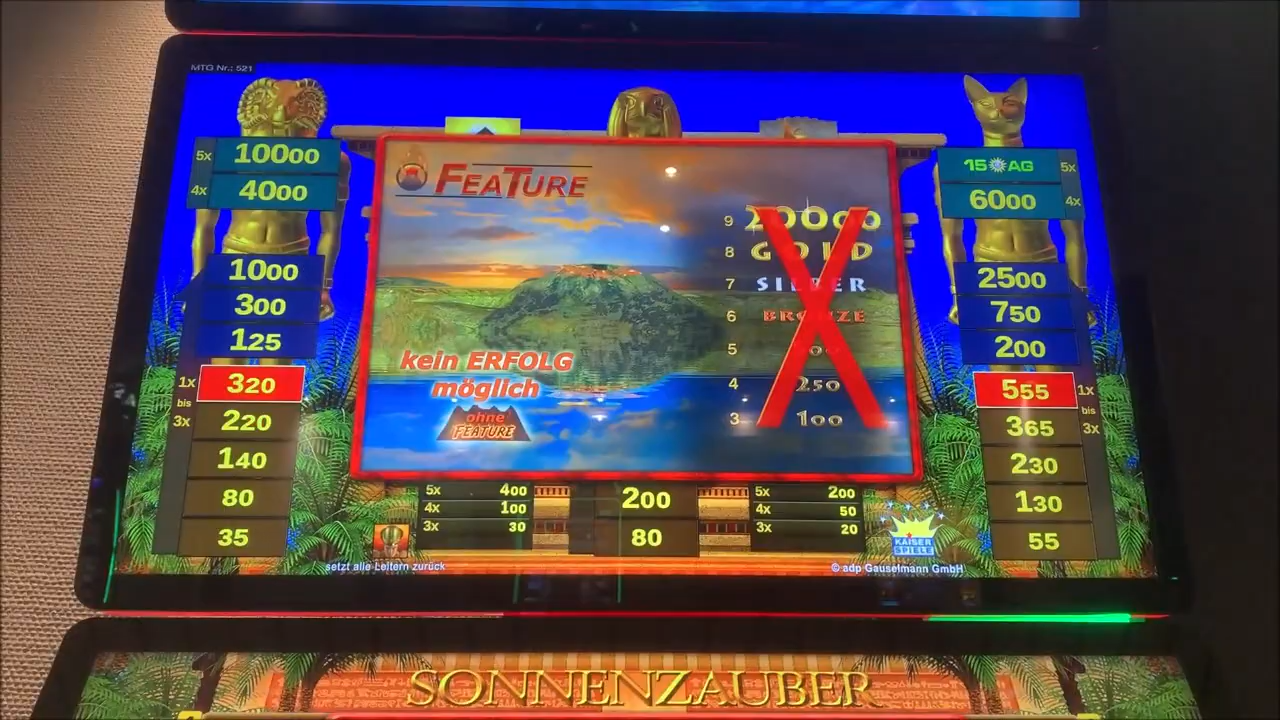 MTG Nr.: 521
5x 10000
4x 4000
1000
300
125
1x 320
bis
3x 220
140
80
35
FEATURE
9 20000
8 GOLD
7 SILBER
6 BRONZE
5
4 250
3 100
kein ERFOLG
möglich
ohne
FEATURE
15 AG 5x
6000 4x
2500
750
200
555 1x
bis
365 3x
230
130
55
5x 400
4x 100
3x 30
200
80
5x 200
4x 50
3x 20
KAISER
SPIELE
setzt alle Leitern zurück
© adp Gauselmann GmbH
SONNENZAUBER